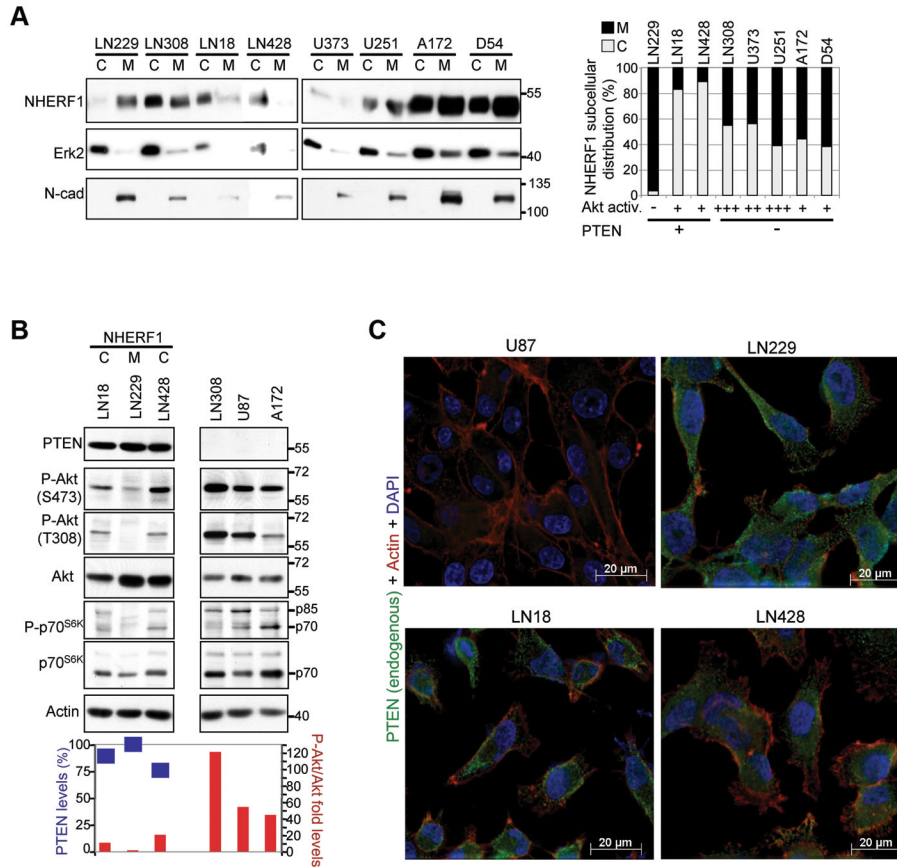 A
LN229 LN308 LN18 LN428 U373 U251 A172 D54
C M C M C M C M C M C M C M C M
NHERF1
55
Erk2
40
N-cad
135
100
M
C
LN229
LN18
LN428
LN308
U373
U251
A172
D54
NHERF1 subcellular
distribution (%)
100
80
60
40
20
0
Akt activ. - + + +++ ++ +++ + +
PTEN + -
B
NHERF1
C M C
LN18
LN229
LN428
LN308
U87
A172
PTEN
55
P-Akt
(S473)
72
55
P-Akt
(T308)
72
55
Akt
72
55
P-p70S6K
p85
p70
p70S6K
p70
Actin
40
PTEN levels (%)
100
75
50
25
0
P-Akt/Akt fold levels
120
100
80
60
40
20
0
C
PTEN (endogenous) + Actin + DAPI
U87
20 µm
LN229
20 µm
LN18
20 µm
LN428
20 µm